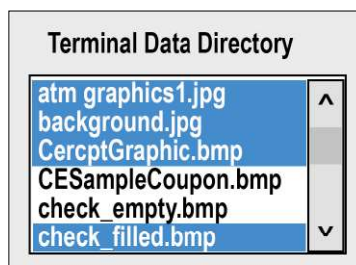 Terminal Data Directory
atm graphics1.jpg
background.jpg
CercptGraphic.bmp
CESampleCoupon.bmp
check_empty.bmp
check_filled.bmp